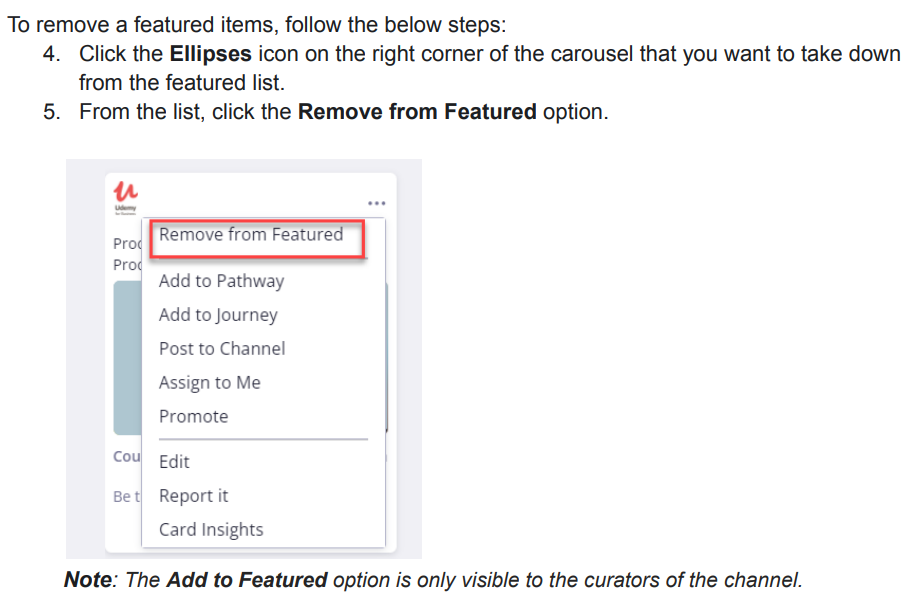 To remove a featured items, follow the below steps:
4. Click the Ellipses icon on the right corner of the carousel that you want to take down
from the featured list.
5. From the list, click the Remove from Featured option.
Udemy
Remove from Featured
Add to Pathway
Add to Journey
Post to Channel
Assign to Me
Promote
Edit
Report it
Card Insights
Note: The Add to Featured option is only visible to the curators of the channel.